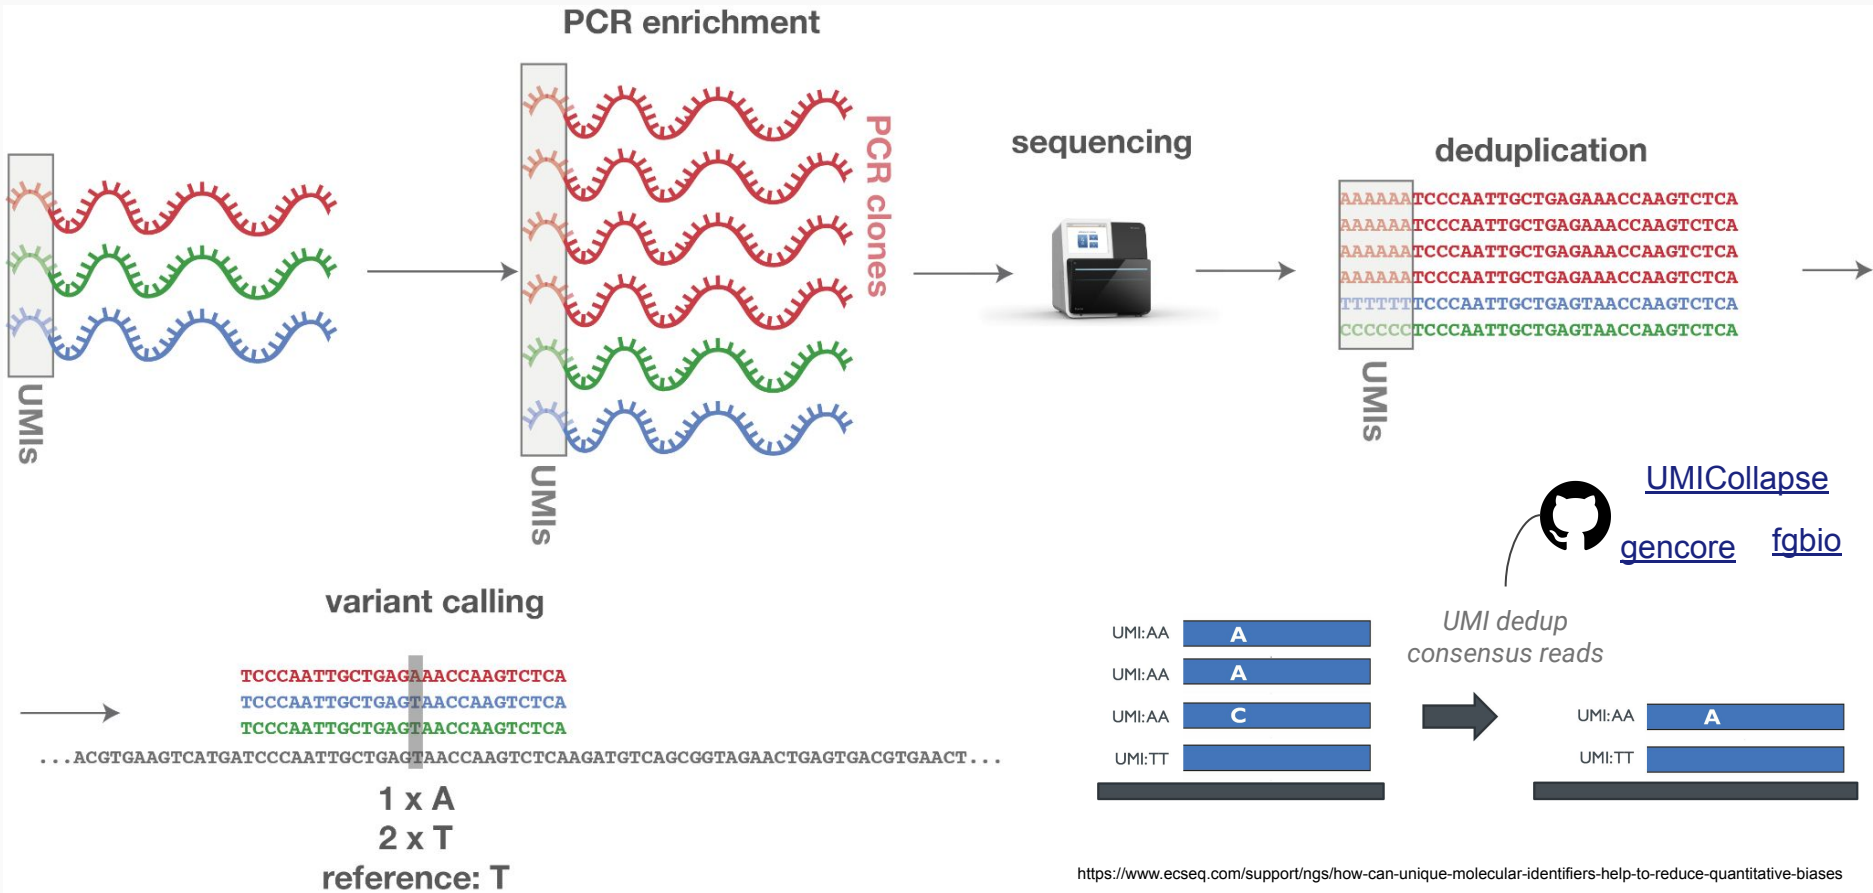 PCR enrichment
UMIs
UMIs
PCR clones
sequencing
deduplication
AAAAAATCCCAATTGCTGAGAAACCAAGTCTCA
AAAAAATCCCAATTGCTGAGAAACCAAGTCTCA
AAAAAATCCCAATTGCTGAGAAACCAAGTCTCA
AAAAAATCCCAATTGCTGAGAAACCAAGTCTCA
TTTTTTTCCCAATTGCTGAGTAACCAAGTCTCA
CCCCCCTCCCAATTGCTGAGTAACCAAGTCTCA
UMIs
UMICollapse
gencore
fgbio
variant calling
TCCCAATTGCTGAGAAACCAAGTCTCA
TCCCAATTGCTGAGTAACCAAGTCTCA
TCCCAATTGCTGAGTAACCAAGTCTCA
...ACGTGAAGTCATGATCCCAATTGCTGAGTAACCAAGTCTCAAGATGTCAGCGGTAGAACTGAGTGACGTGAACT...
1 x A
2 x T
reference: T
UMI:AA A
UMI:AA A
UMI:AA C
UMI:TT
UMI dedup
consensus reads
UMI:AA A
UMI:TT
https://www.ecseq.com/support/ngs/how-can-unique-molecular-identifiers-help-to-reduce-quantitative-biases